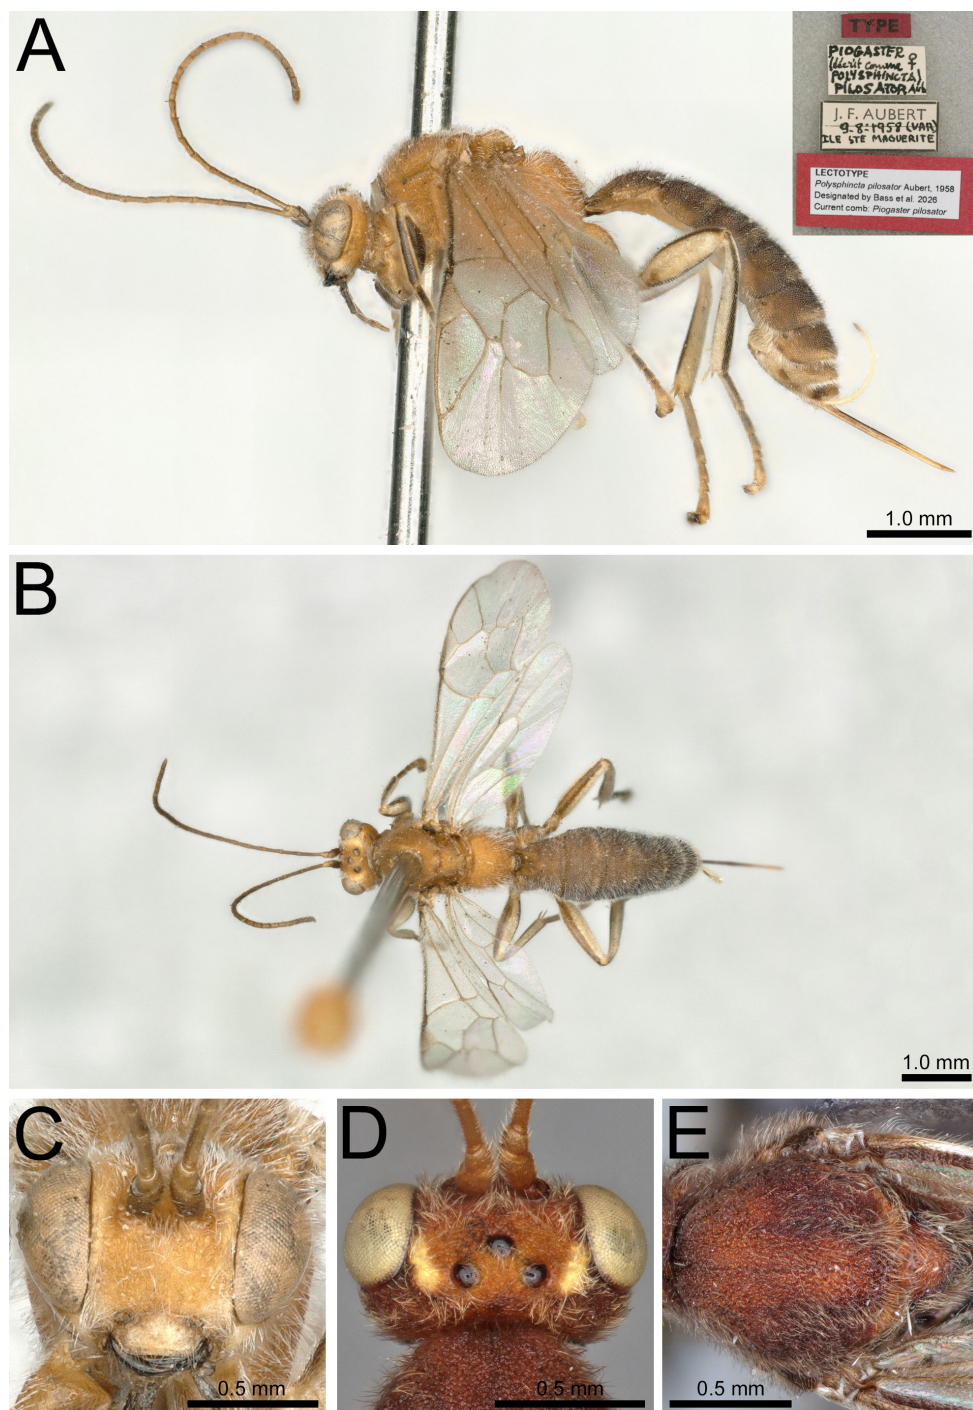 A
TYPE
PIOGASTER ♀
(décrit comme
POLYSPHINCTA)
PILOSATOR Aub
J. F. AUBERT
9-8-1958 (VAR)
ILE STE MAGUERITE
LECTOTYPE
Polysphincta pilosator Aubert, 1958
Designated by Bass et al. 2026
Current comb: Piogaster pilosator
1.0 mm
B
1.0 mm
C
0.5 mm
D
0.5 mm
E
0.5 mm